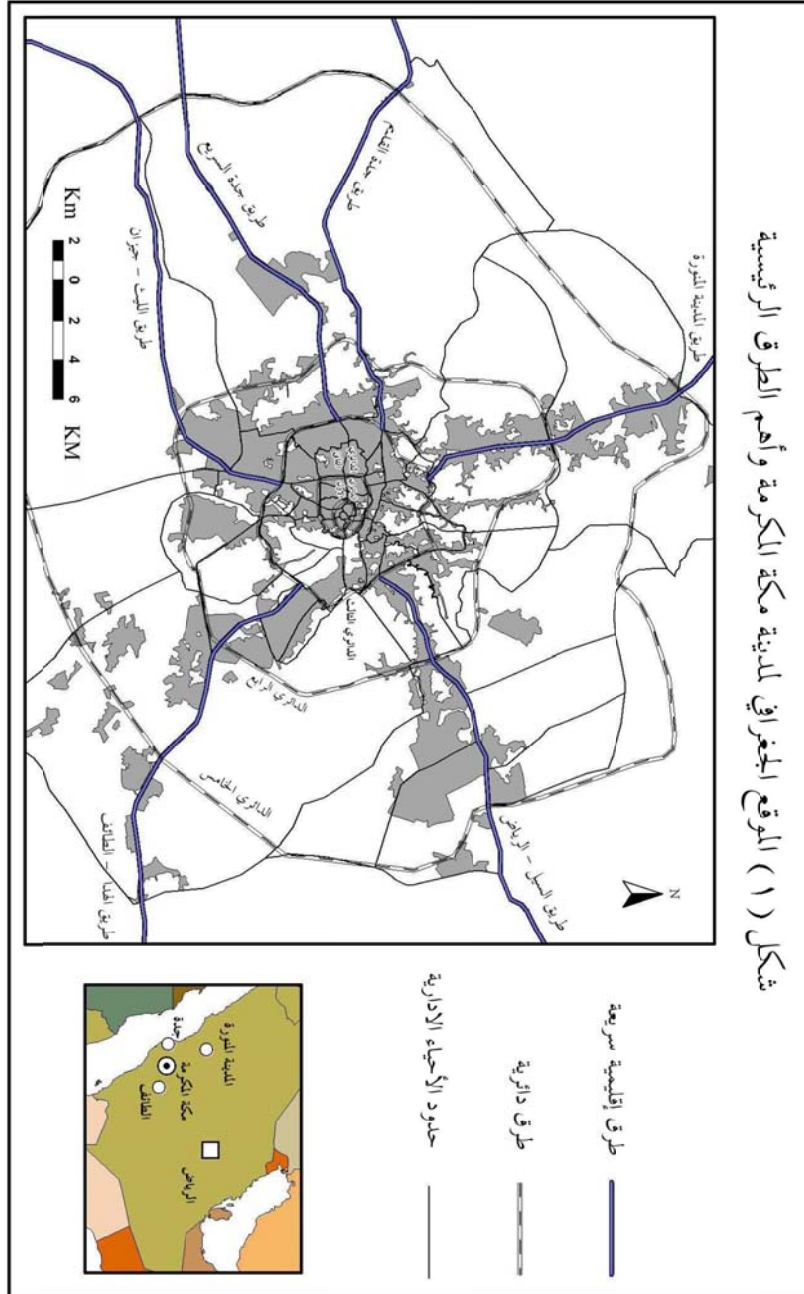 شكل ( ١ ) الموقع الجغرافي لمدينة مكة المكرمة وأهم الطرق الرئيسية
طريق المدينة المنورة
طريق جدة القديم
طريق جدة السريع
طريق الليث - جيزان
طريق السيل - الرياض
طريق الهدا - الطائف
الدائري الثالث
الدائري الرابع
الدائري الخامس
N
Km 2 0 2 4 6 KM
طرق إقليمية سريعة
طرق دائرية
حدود الأحياء الادارية
المدينة المنورة
جدة
مكة المكرمة
الطائف
الرياض